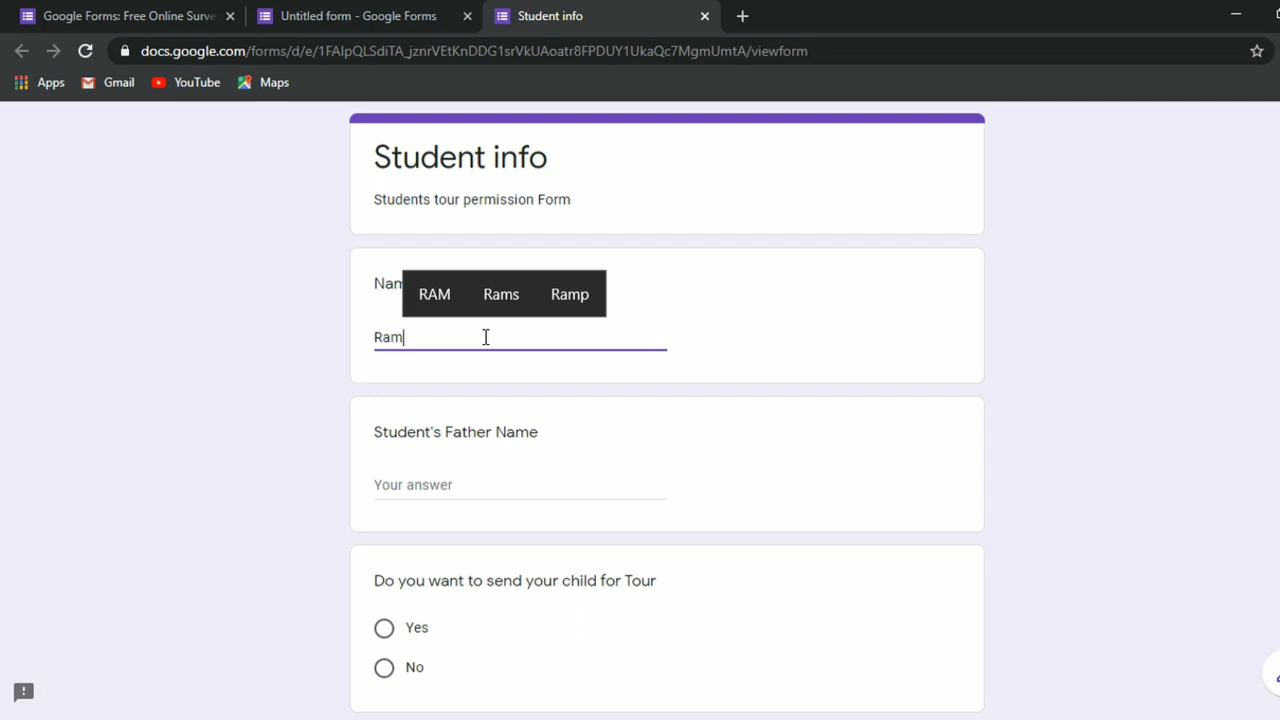 Google Forms: Free Online Surve
Untitled form - Google Forms
Student info
docs.google.com/forms/d/e/1FAIpQLSdiTA_jznrVEtKnDDG1srVkUAoatr8FPDUY1UkaQc7MgmUmtA/viewform
Apps Gmail YouTube Maps
Student info
Students tour permission Form
Nam
RAM Rams Ramp
Ram
Student's Father Name
Your answer
Do you want to send your child for Tour
Yes
No